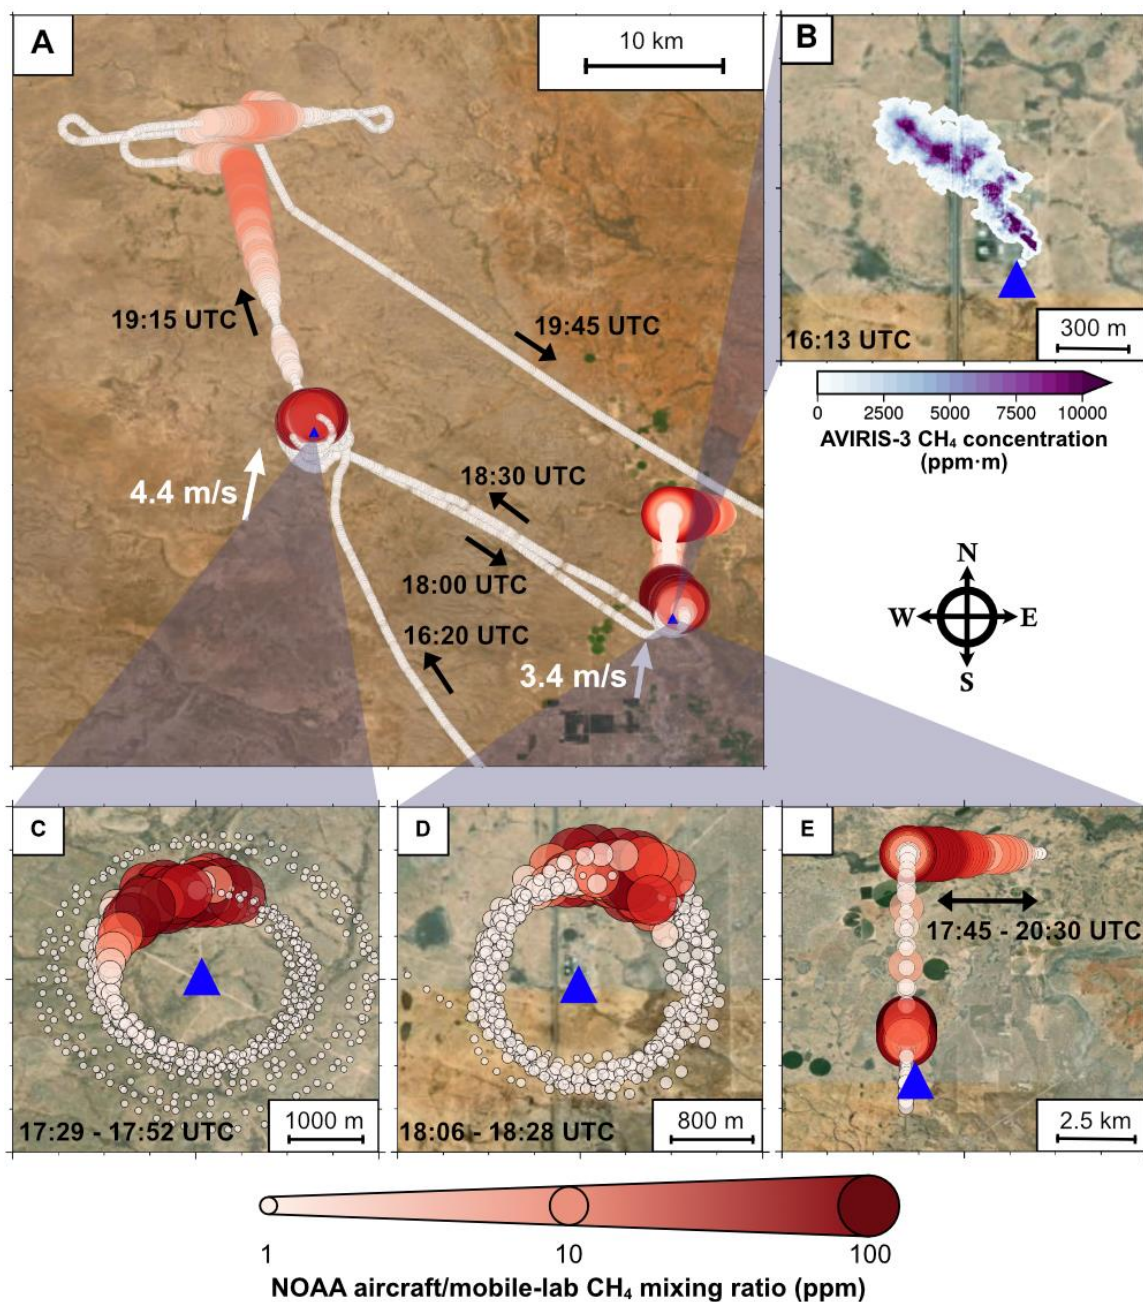 A
10 km
19:15 UTC
19:45 UTC
4.4 m/s
18:30 UTC
18:00 UTC
16:20 UTC
3.4 m/s
B
16:13 UTC
300 m
0 2500 5000 7500 10000
AVIRIS-3 CH₄ concentration
(ppm·m)
N
W E
S
C
17:29 - 17:52 UTC
1000 m
D
18:06 - 18:28 UTC
800 m
E
17:45 - 20:30 UTC
2.5 km
1 10 100
NOAA aircraft/mobile-lab CH₄ mixing ratio (ppm)